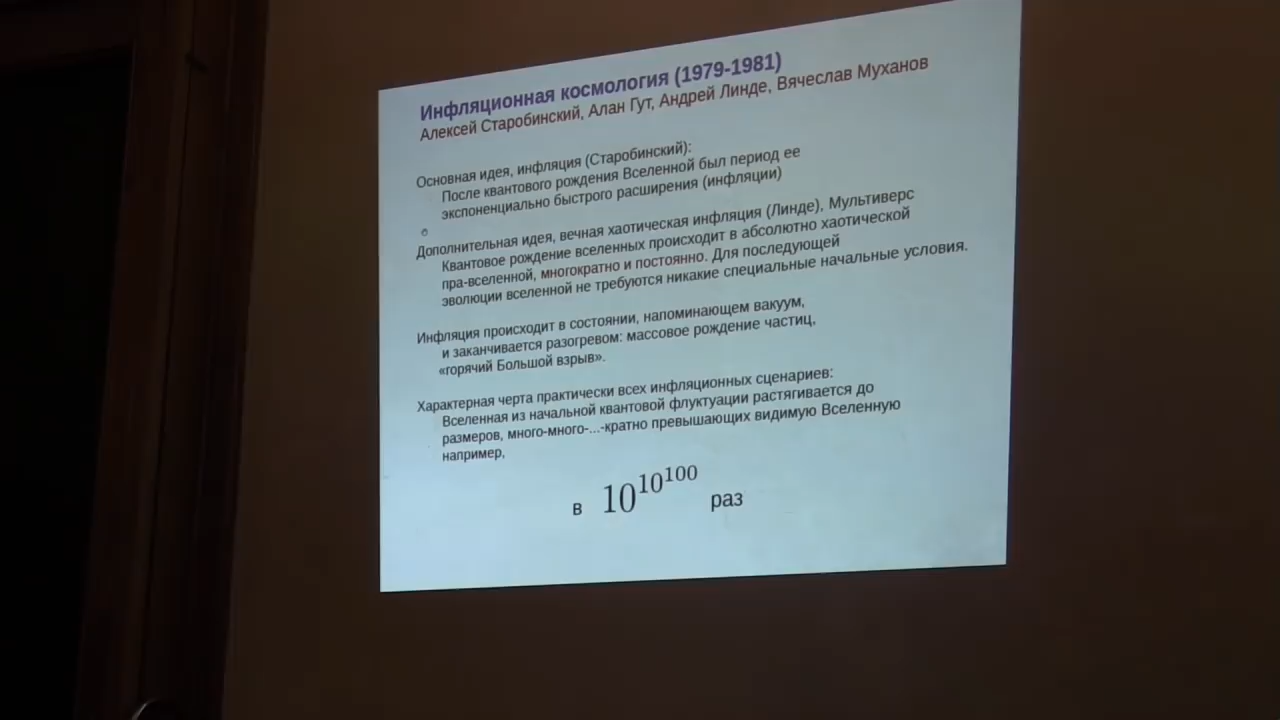 Инфляционная космология (1979-1981)
Алексей Старобинский, Алан Гут, Андрей Линде, Вячеслав Муханов
Основная идея, инфляция (Старобинский):
После квантового рождения Вселенной был период ее
экспоненциально быстрого расширения (инфляции)
Дополнительная идея, вечная хаотическая инфляция (Линде), Мультиверс
Квантовое рождение вселенных происходит в абсолютно хаотической
пра-вселенной, многократно и постоянно. Для последующей
эволюции вселенной не требуются никакие специальные начальные условия.
Инфляция происходит в состоянии, напоминающем вакуум,
и заканчивается разогревом: массовое рождение частиц,
«горячий Большой взрыв».
Характерная черта практически всех инфляционных сценариев:
Вселенная из начальной квантовой флуктуации растягивается до
размеров, много-много-...-кратно превышающих видимую Вселенную
например,
в 10^10^100 раз